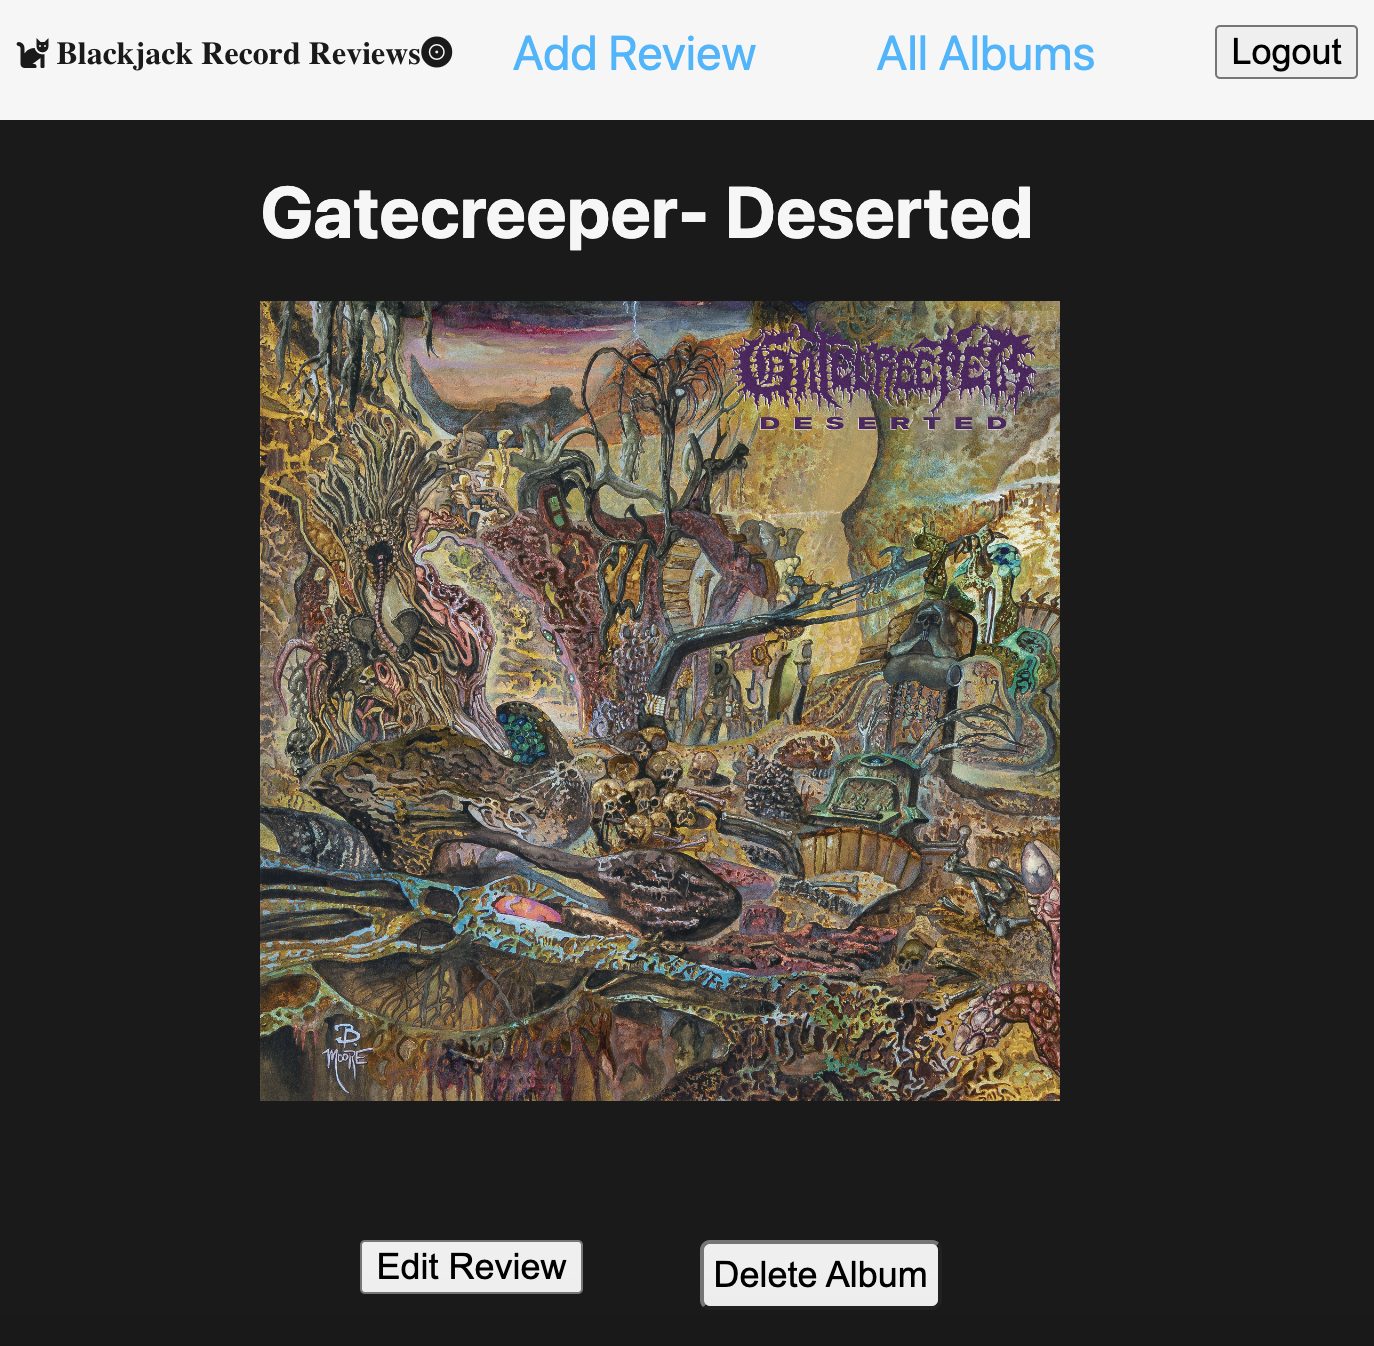 Blackjack Record Reviews
Add Review
All Albums
Logout
Gatecreeper- Deserted
GATECREEPER
DESERTED
B.
MOORE
Edit Review
Delete Album